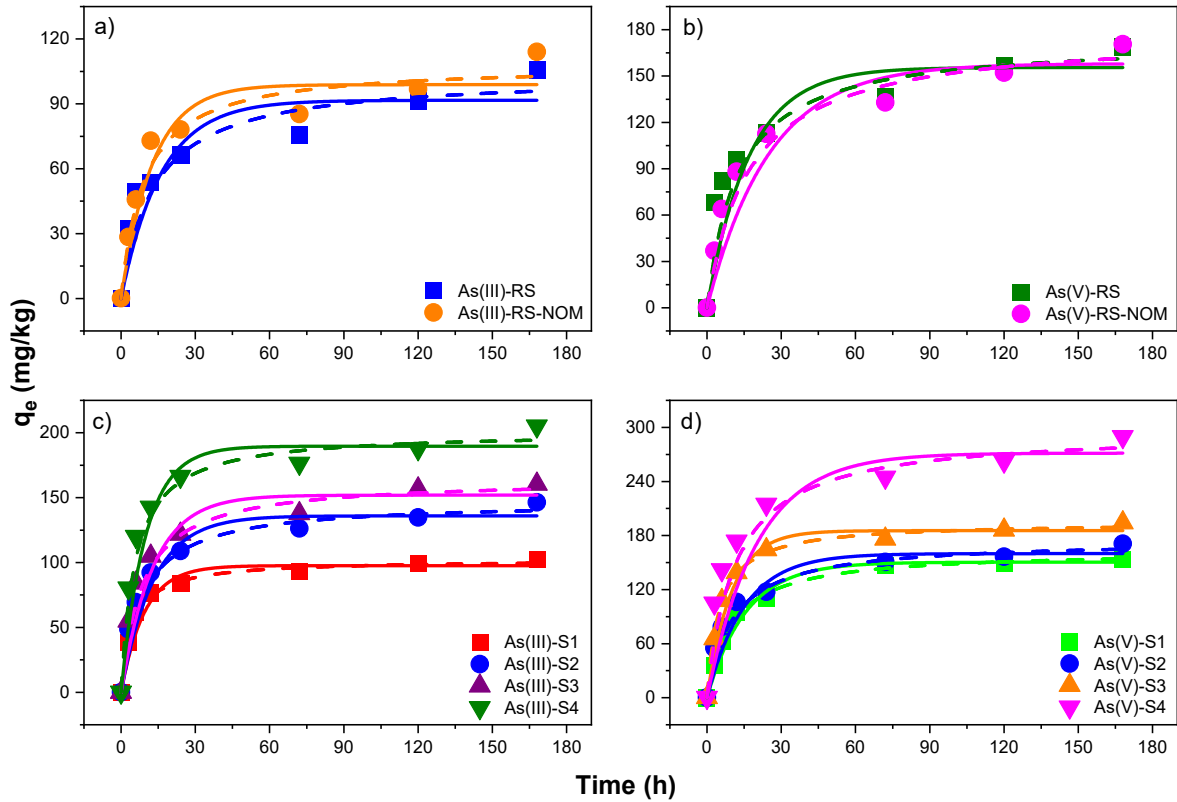 a)
120
90
60
30
0
As(III)-RS
As(III)-RS-NOM
0 30 60 90 120 150 180
b)
180
150
120
90
60
30
0
As(V)-RS
As(V)-RS-NOM
0 30 60 90 120 150 180
qe (mg/kg)
c)
200
150
100
50
0
As(III)-S1
As(III)-S2
As(III)-S3
As(III)-S4
0 30 60 90 120 150 180
d)
300
240
180
120
60
0
As(V)-S1
As(V)-S2
As(V)-S3
As(V)-S4
0 30 60 90 120 150 180
Time (h)